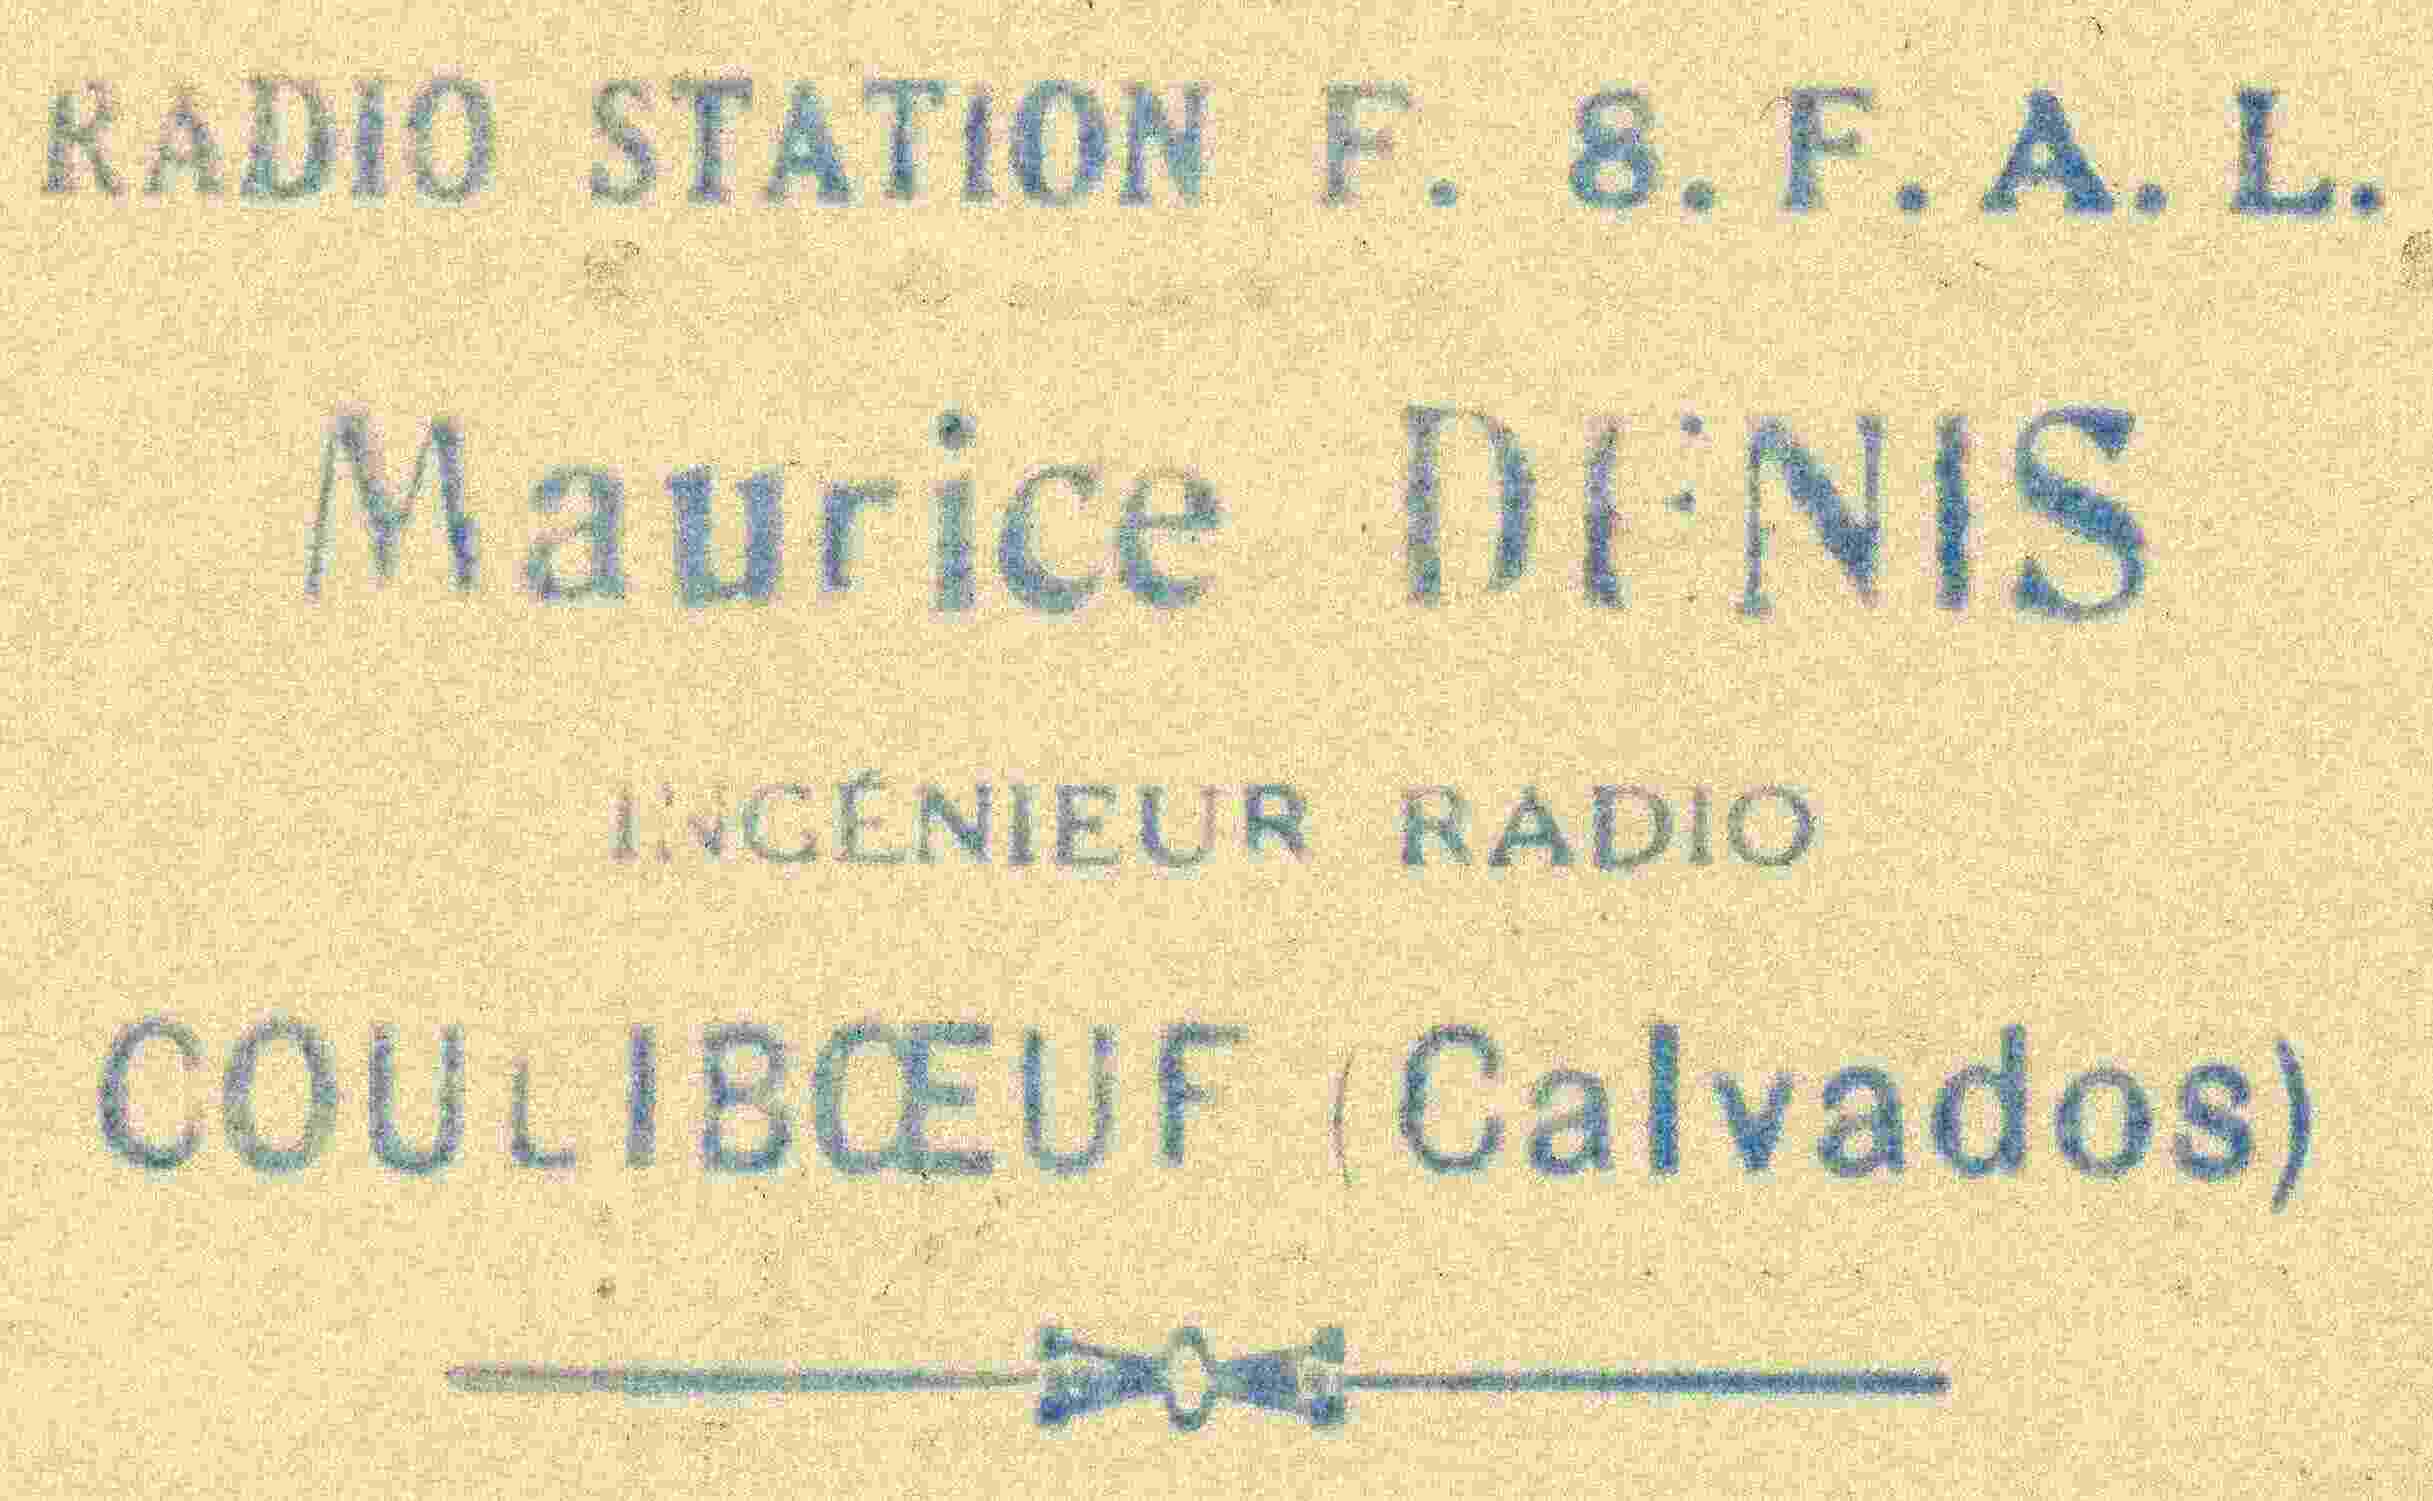 RADIO STATION F. 8. F. A. L.
Maurice DENIS
INGÉNIEUR RADIO
COULIBŒUF (Calvados)